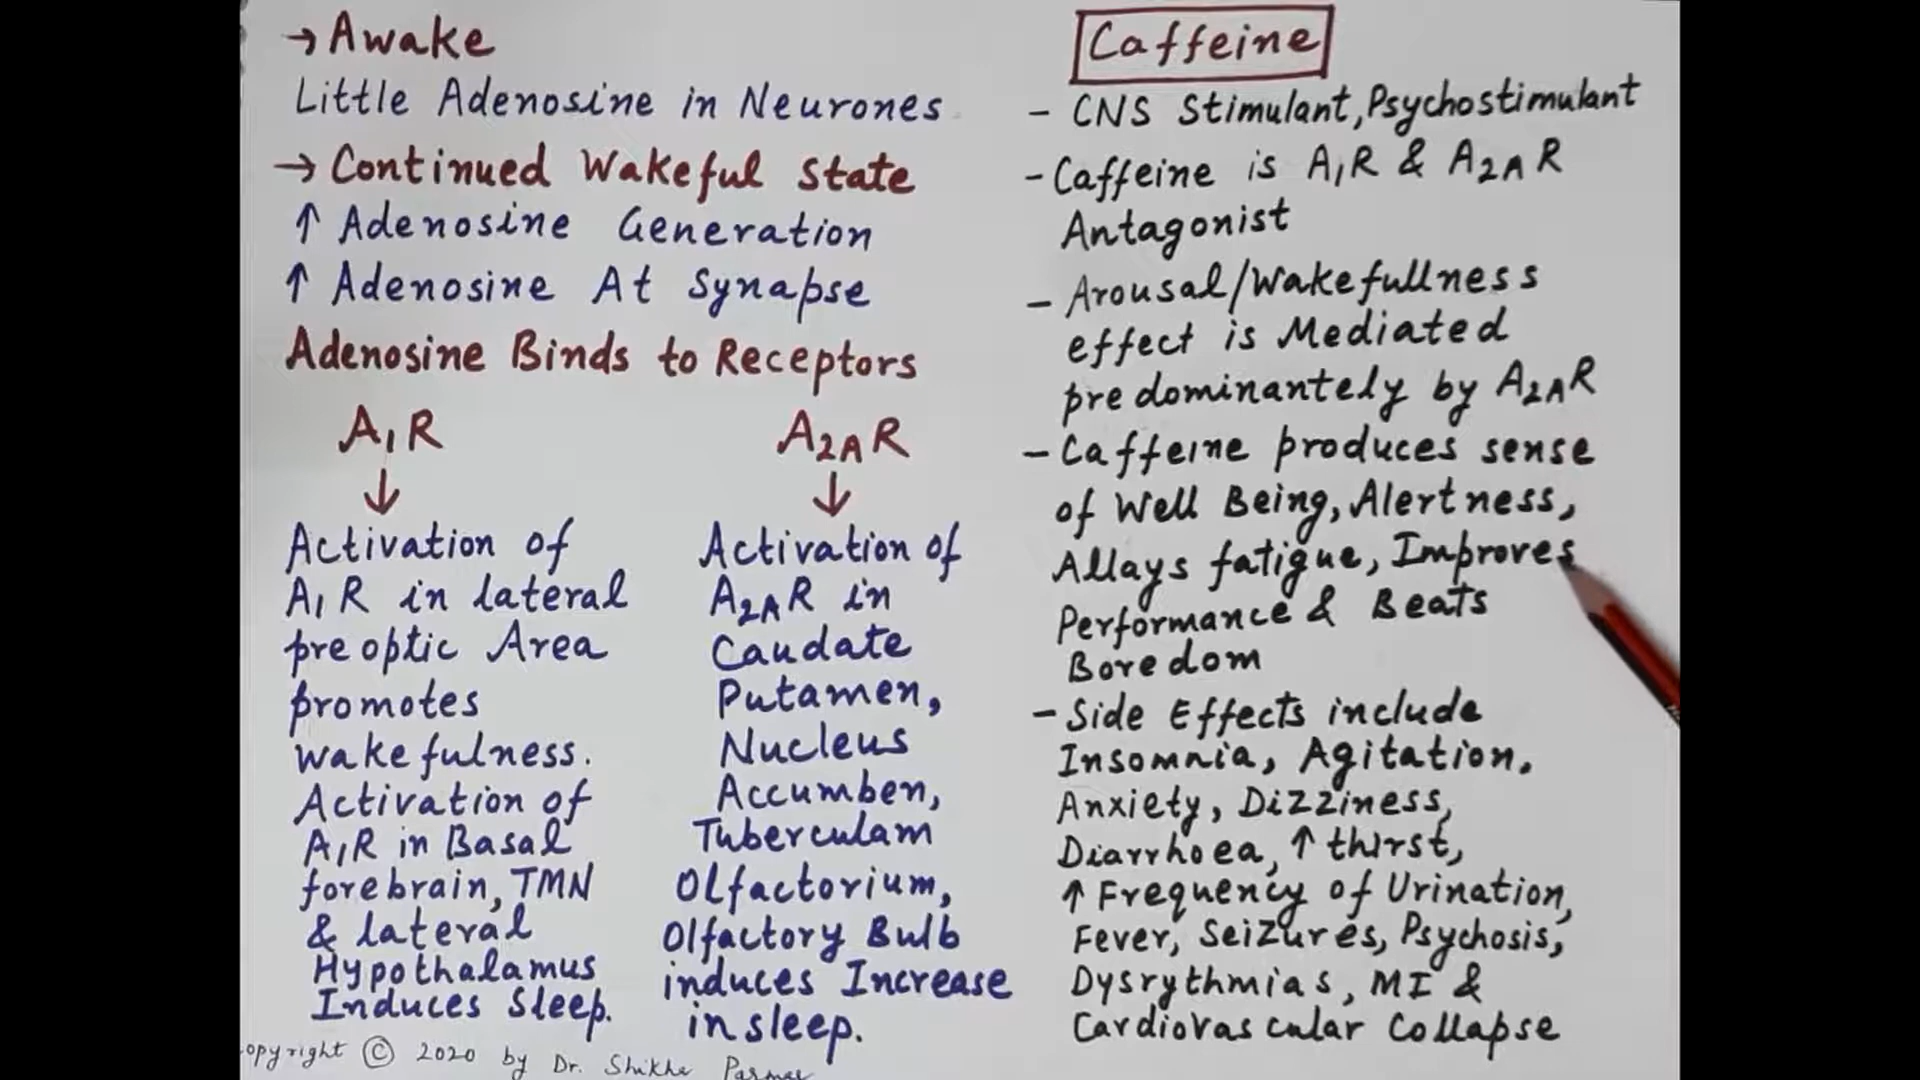 → Awake
Little Adenosine in Neurones
→ Continued Wakeful State
↑ Adenosine Generation
↑ Adenosine At Synapse
Adenosine Binds to Receptors
A1R
↓
Activation of
A1R in lateral
preoptic Area
promotes
wakefulness.
Activation of
A1R in Basal
forebrain, TMN
& lateral
Hypothalamus
Induces Sleep.
A2AR
↓
Activation of
A2AR in
Caudate
Putamen,
Nucleus
Accumben,
Tuberculam
Olfactorium,
Olfactory Bulb
induces Increase
in sleep.
Caffeine
- CNS Stimulant, Psychostimulant
- Caffeine is A1R & A2AR
Antagonist
- Arousal/Wakefullness
effect is Mediated
predominantely by A2AR
- Caffeine produces sense
of Well Being, Alertness,
Allays fatigue, Improves
Performance & Beats
Boredom
- Side Effects include
Insomnia, Agitation,
Anxiety, Dizziness,
Diarrhoea, ↑ thirst,
↑ Frequency of Urination,
Fever, Seizures, Psychosis,
Dysrythmias, MI &
Cardiovascular Collapse
opyright © 2020 by Dr. Shikha Parmar